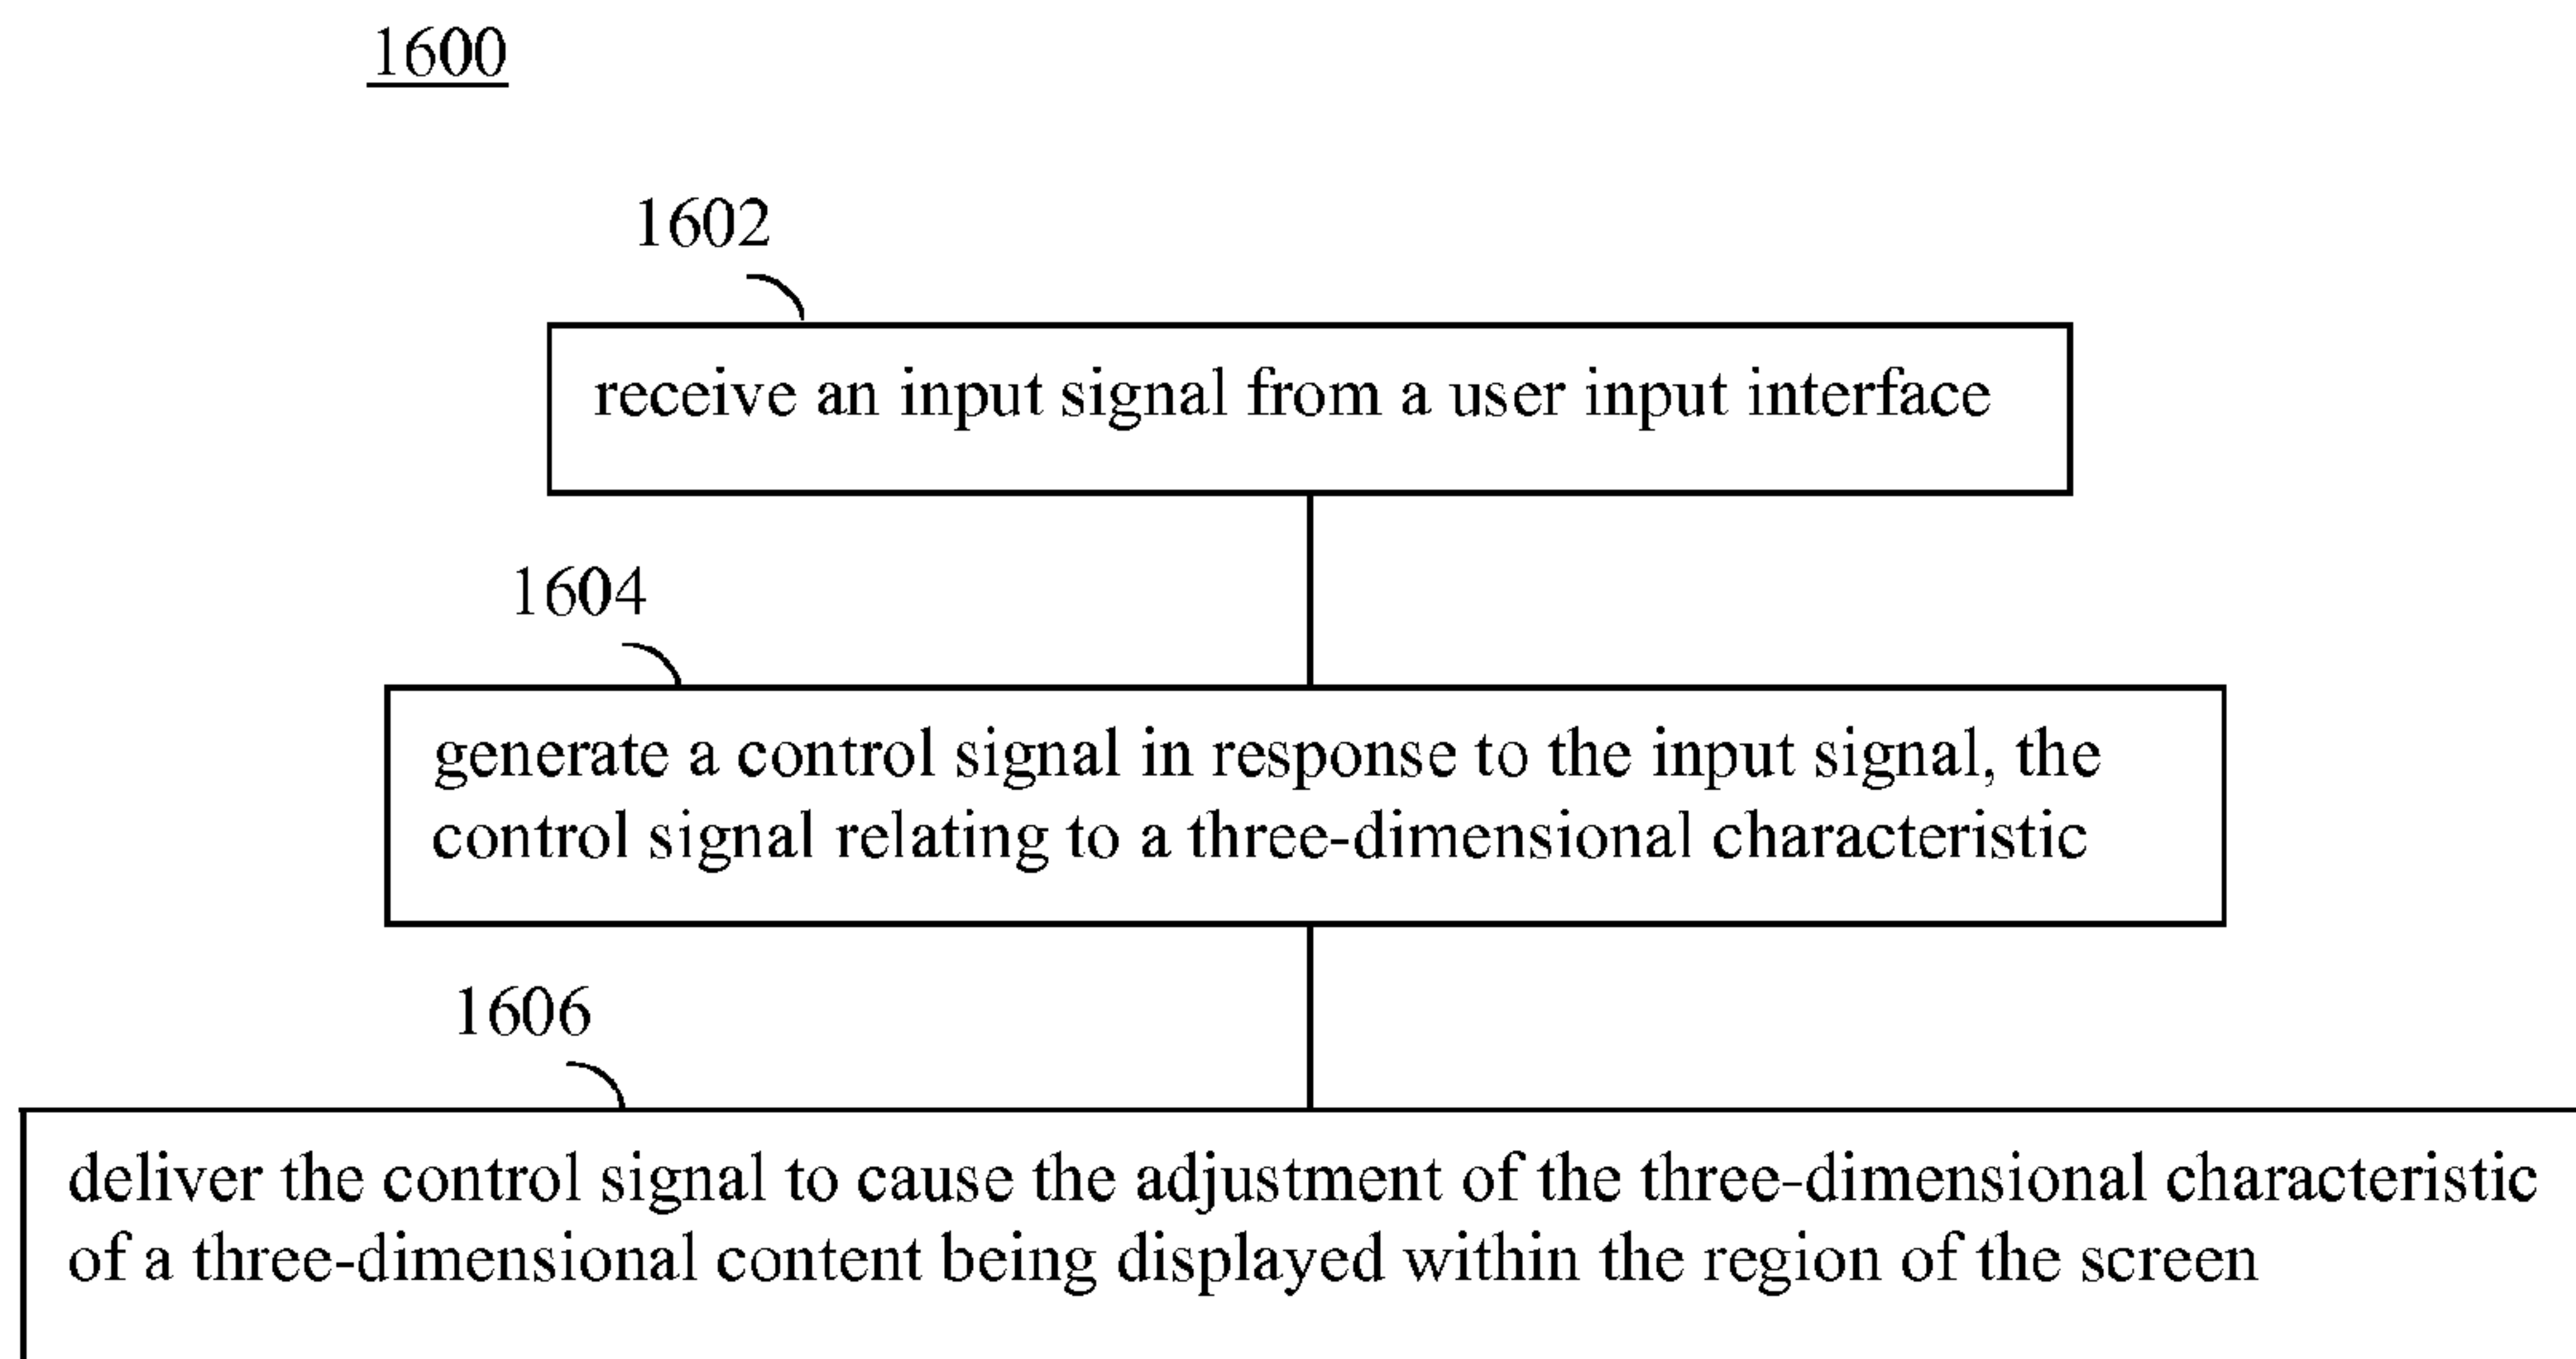 1600
1602
receive an input signal from a user input interface
1604
generate a control signal in response to the input signal, the
control signal relating to a three-dimensional characteristic
1606
deliver the control signal to cause the adjustment of the three-dimensional characteristic
of a three-dimensional content being displayed within the region of the screen